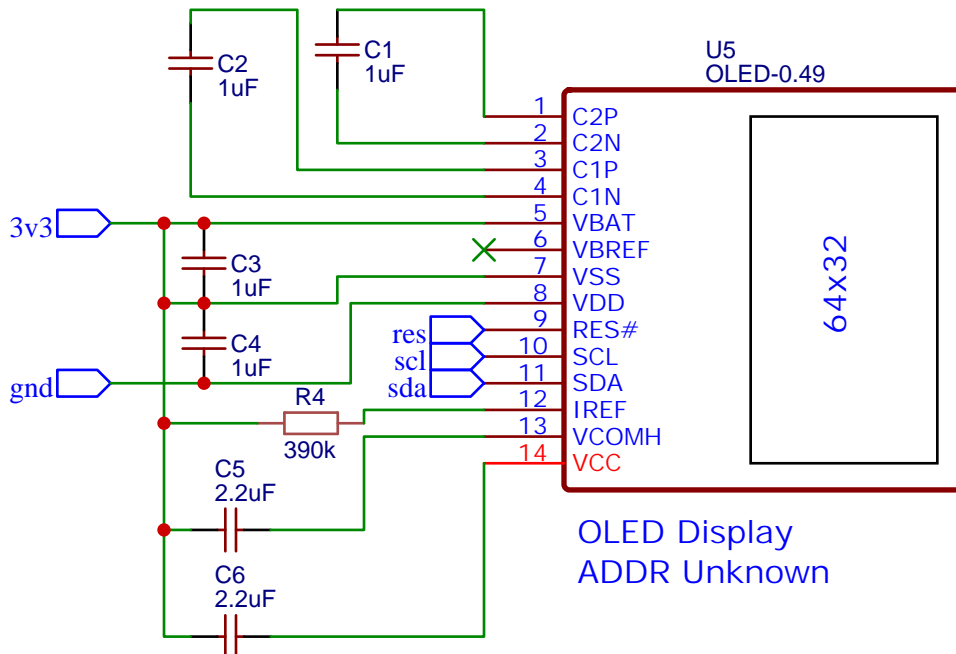 C2
1uF
C1
1uF
U5
OLED-0.49
1 C2P
2 C2N
3 C1P
4 C1N
3v3
5 VBAT
6 VBREF
C3
1uF
7 VSS
8 VDD
64x32
res
9 RES#
C4
1uF
scl
10 SCL
gnd
sda
11 SDA
R4
390k
12 IREF
13 VCOMH
14 VCC
C5
2.2uF
OLED Display
ADDR Unknown
C6
2.2uF